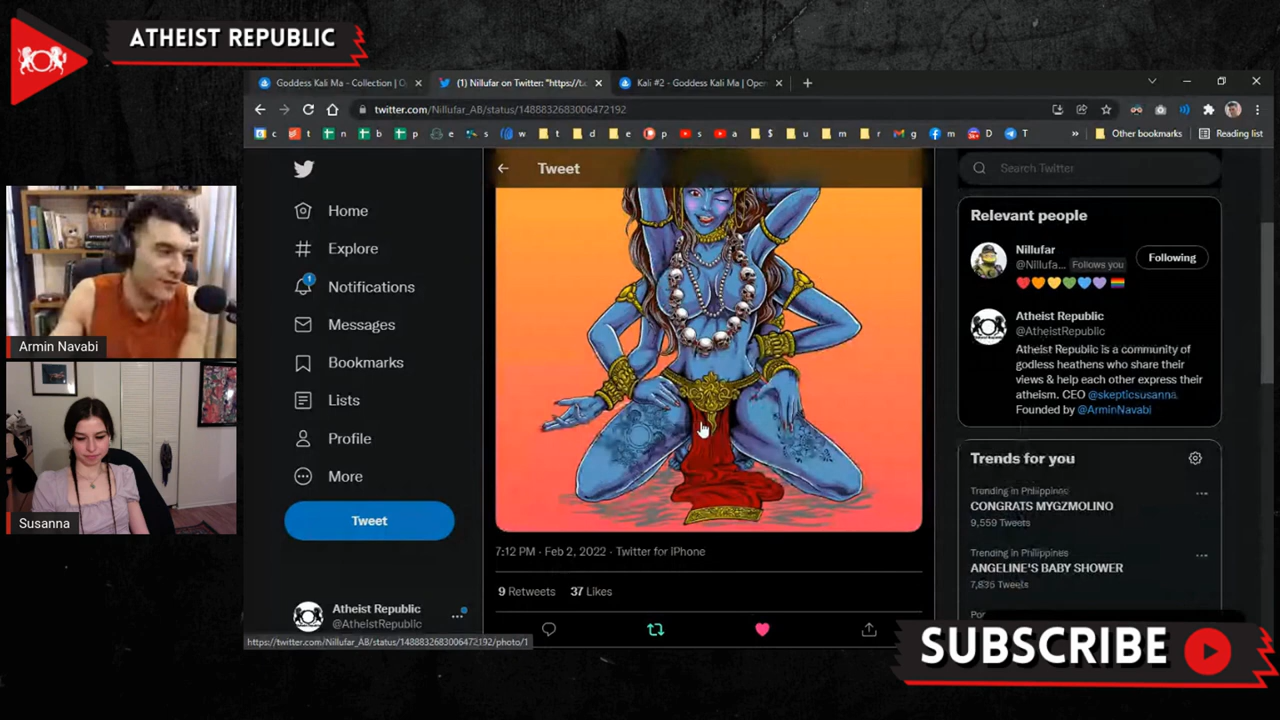 ATHEIST REPUBLIC
Goddess Kali Ma - Collection | O
(1) Nillufar on Twitter: "https://t.c
Kali #2 - Goddess Kali Ma | Open
twitter.com/Nillufar_AB/status/1488832683006472192
c t n b p e s w t d e p s a $ u m r g m D T » Other bookmarks Reading list
Tweet
Search Twitter
Home
Explore
1
Notifications
Messages
Bookmarks
Lists
Profile
More
Tweet
Atheist Republic
@AtheistRepublic
https://twitter.com/Nillufar_AB/status/1488832683006472192/photo/1
7:12 PM · Feb 2, 2022 · Twitter for iPhone
9 Retweets 37 Likes
Relevant people
Nillufar
@Nillufa... Follows you
Following
Atheist Republic
@AtheistRepublic
Atheist Republic is a community of
godless heathens who share their
views & help each other express their
atheism. CEO @skepticsusanna.
Founded by @ArminNavabi
Trends for you
Trending in Philippines
CONGRATS MYGZMOLINO
9,559 Tweets
Trending in Philippines
ANGELINE'S BABY SHOWER
7,835 Tweets
Armin Navabi
Susanna
SUBSCRIBE